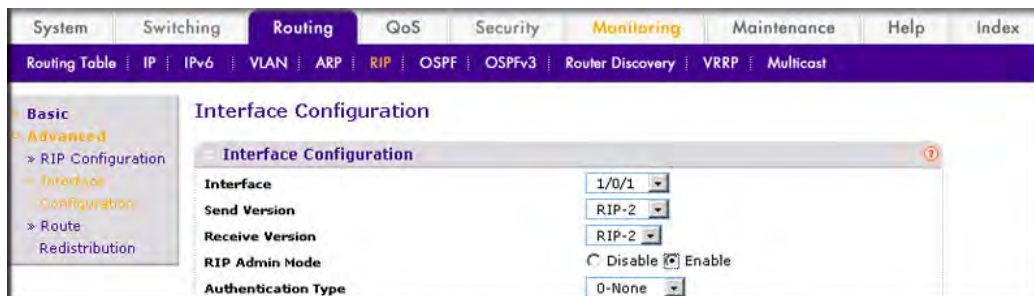 System Switching Routing QoS Security Monitoring Maintenance Help Index
Routing Table IP IPv6 VLAN ARP RIP OSPF OSPFv3 Router Discovery VRRP Multicast
Basic
Advanced
» RIP Configuration
Interface
Configuration
» Route
Redistribution
Interface Configuration
Interface Configuration
Interface 1/0/1
Send Version RIP-2
Receive Version RIP-2
RIP Admin Mode Disable Enable
Authentication Type 0-None